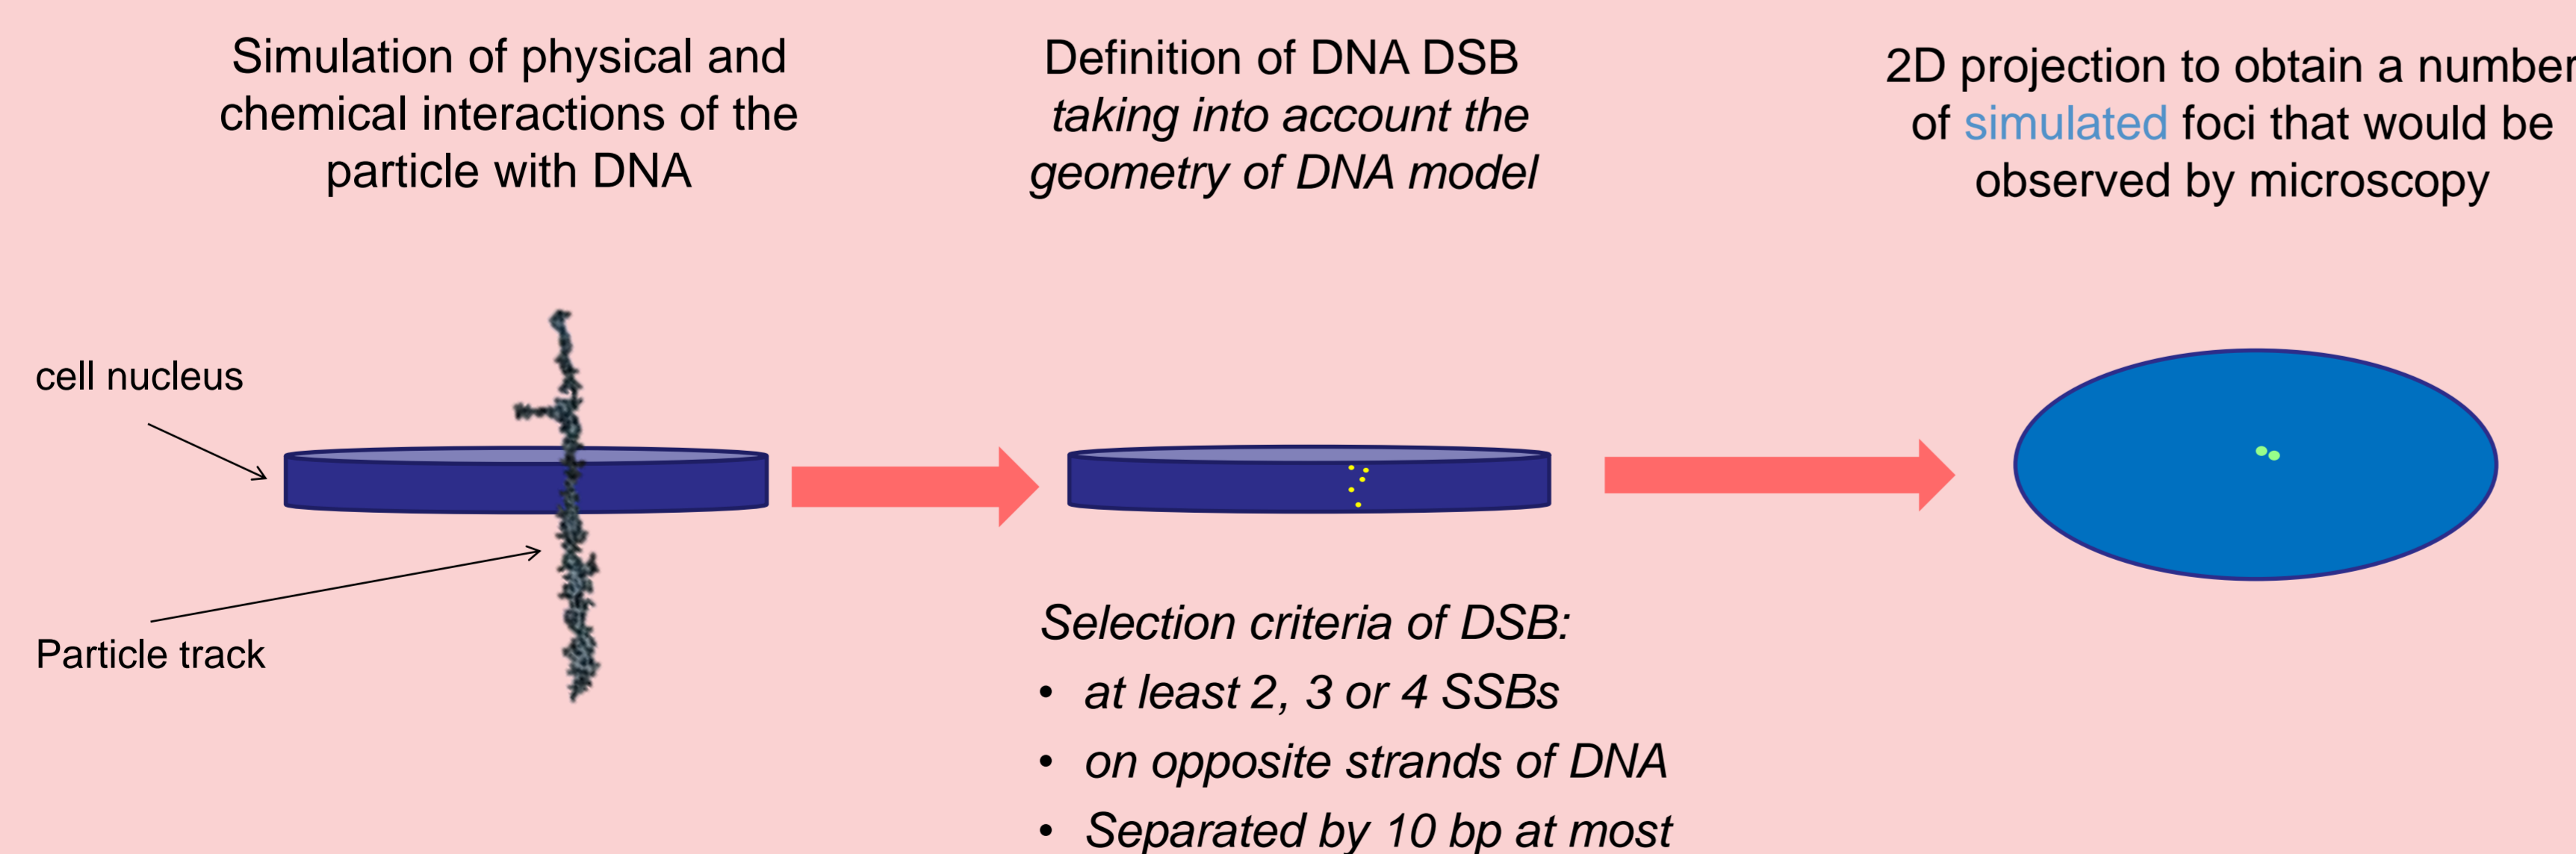 Simulation of physical and
chemical interactions of the
particle with DNA
Definition of DNA DSB
taking into account the
geometry of DNA model
2D projection to obtain a number
of simulated foci that would be
observed by microscopy
cell nucleus
Particle track
Selection criteria of DSB:
• at least 2, 3 or 4 SSBs
• on opposite strands of DNA
• Separated by 10 bp at most